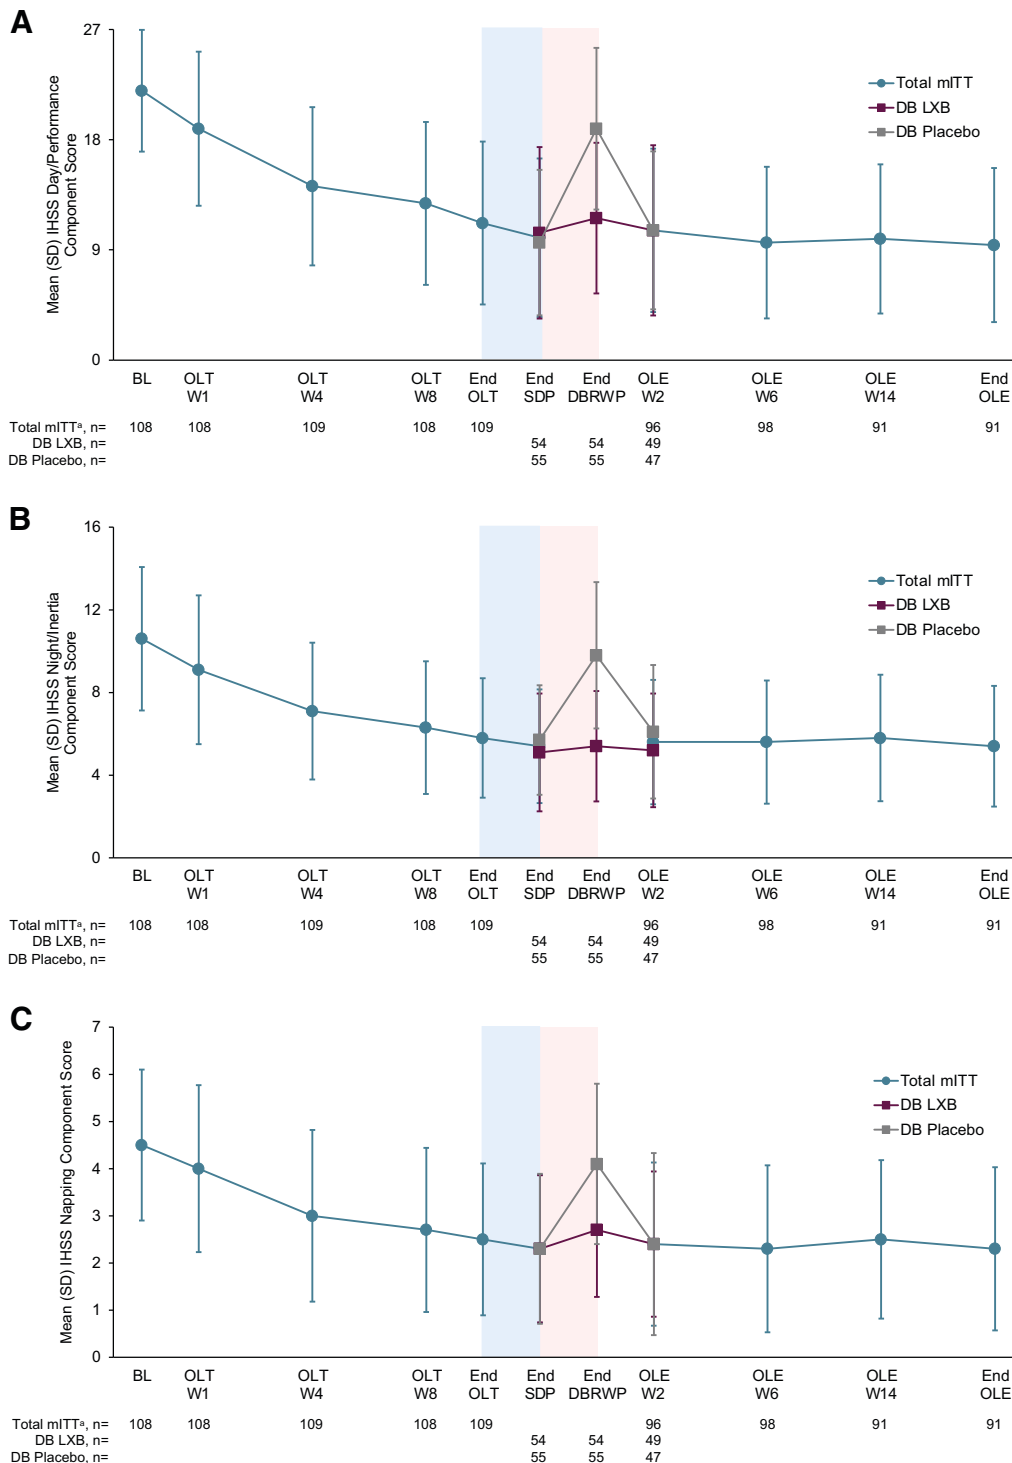 A
Mean (SD) IHSS Day/Performance
Component Score
27
18
9
0
Total mITT
DB LXB
DB Placebo
BL OLT W1 OLT W4 OLT W8 End OLT End SDP End DBRWP OLE W2 OLE W6 OLE W14 End OLE
Total mITTᵃ, n= 108 108 109 108 109 96 98 91 91
DB LXB, n= 54 54 49
DB Placebo, n= 55 55 47
B
Mean (SD) IHSS Night/Inertia
Component Score
16
12
8
4
0
Total mITT
DB LXB
DB Placebo
BL OLT W1 OLT W4 OLT W8 End OLT End SDP End DBRWP OLE W2 OLE W6 OLE W14 End OLE
Total mITTᵃ, n= 108 108 109 108 109 96 98 91 91
DB LXB, n= 54 54 49
DB Placebo, n= 55 55 47
C
Mean (SD) IHSS Napping Component Score
7
6
5
4
3
2
1
0
Total mITT
DB LXB
DB Placebo
BL OLT W1 OLT W4 OLT W8 End OLT End SDP End DBRWP OLE W2 OLE W6 OLE W14 End OLE
Total mITTᵃ, n= 108 108 109 108 109 96 98 91 91
DB LXB, n= 54 54 49
DB Placebo, n= 55 55 47